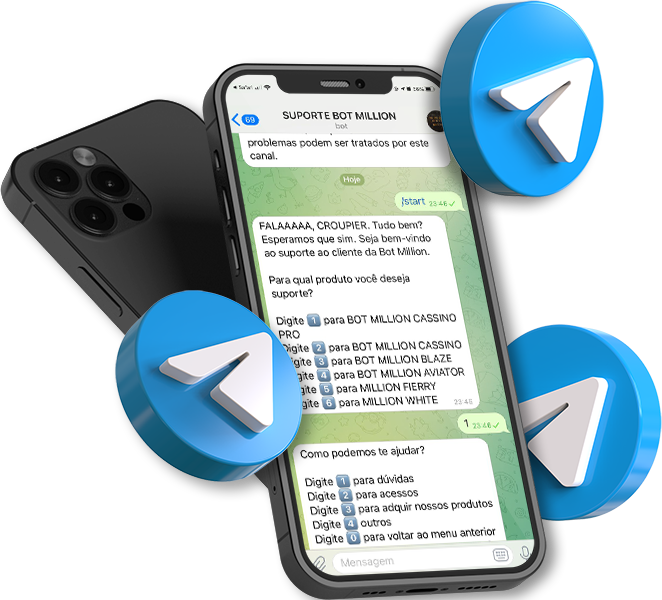 Safari 26%
69 SUPORTE BOT MILLION
bot
problemas podem ser tratados por este
canal.
Hoje
/start 23:46
FALAAAAA, CROUPIER. Tudo bem?
Esperamos que sim. Seja bem-vindo
ao suporte ao cliente da Bot Million.
Para qual produto você deseja
suporte?
Digite 1 para BOT MILLION CASSINO
PRO
Digite 2 para BOT MILLION CASSINO
Digite 3 para BOT MILLION BLAZE
gite 4 para BOT MILLION AVIATOR
gite 5 para MILLION FIERRY
gite 6 para MILLION WHITE 23:46
1 23:46
Como podemos te ajudar?
Digite 1 para dúvidas
Digite 2 para acessos
Digite 3 para adquir nossos produtos
Digite 4 outros
Digite 0 para voltar ao menu anterior
Mensagem